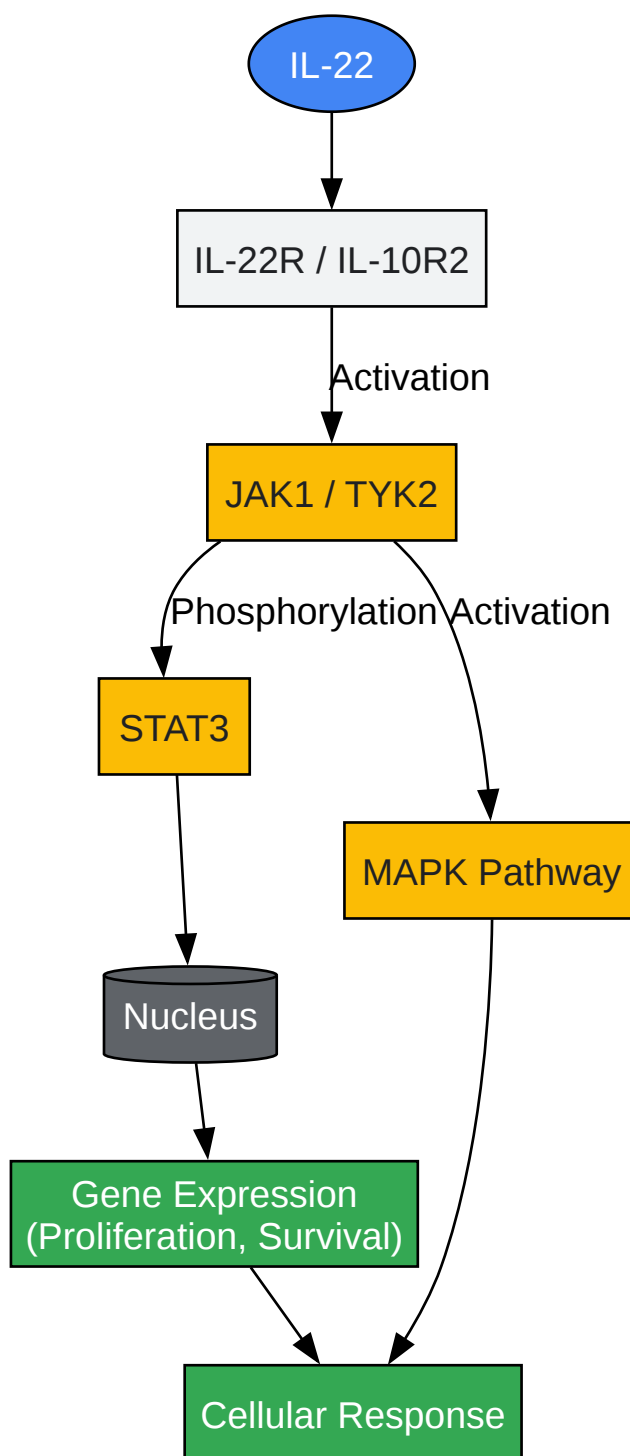 IL-22
IL-22R / IL-10R2
Activation
JAK1 / TYK2
Phosphorylation
Activation
STAT3
MAPK Pathway
Nucleus
Gene Expression
(Proliferation, Survival)
Cellular Response